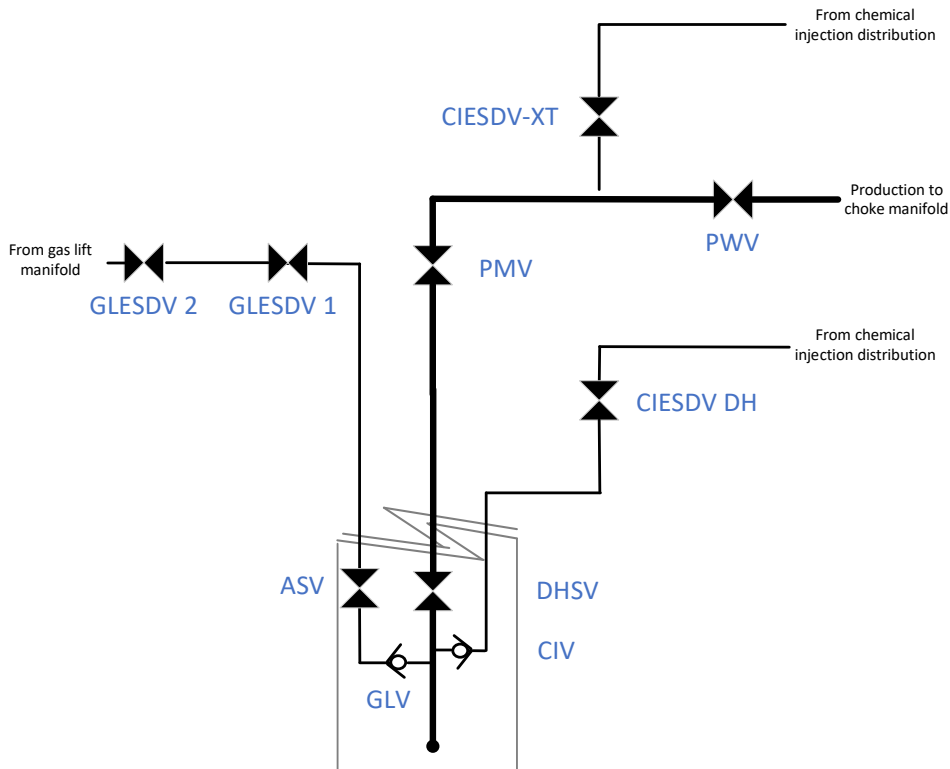 From chemical
injection distribution
CIESDV-XT
Production to
choke manifold
PWV
From gas lift
manifold
PMV
GLESDV 2
GLESDV 1
From chemical
injection distribution
CIESDV DH
ASV
DHSV
CIV
GLV